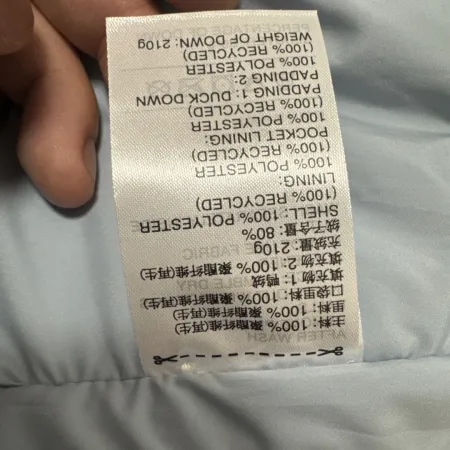 主料: 100% 聚酯纤维(再生)
里料: 100% 聚酯纤维(再生)
口袋里料: 100% 聚酯纤维(再生)
填充物 1: 鸭绒
填充物 2: 100% 聚酯纤维(再生)
充绒量: 210g
绒子含量: 80%
SHELL: 100% POLYESTER
(100% RECYCLED)
LINING:
100% POLYESTER
(100% RECYCLED)
POCKET LINING:
100% POLYESTER
(100% RECYCLED)
PADDING 1: DUCK DOWN
PADDING 2:
100% POLYESTER
(100% RECYCLED)
WEIGHT OF DOWN: 210g
AFTER WASH